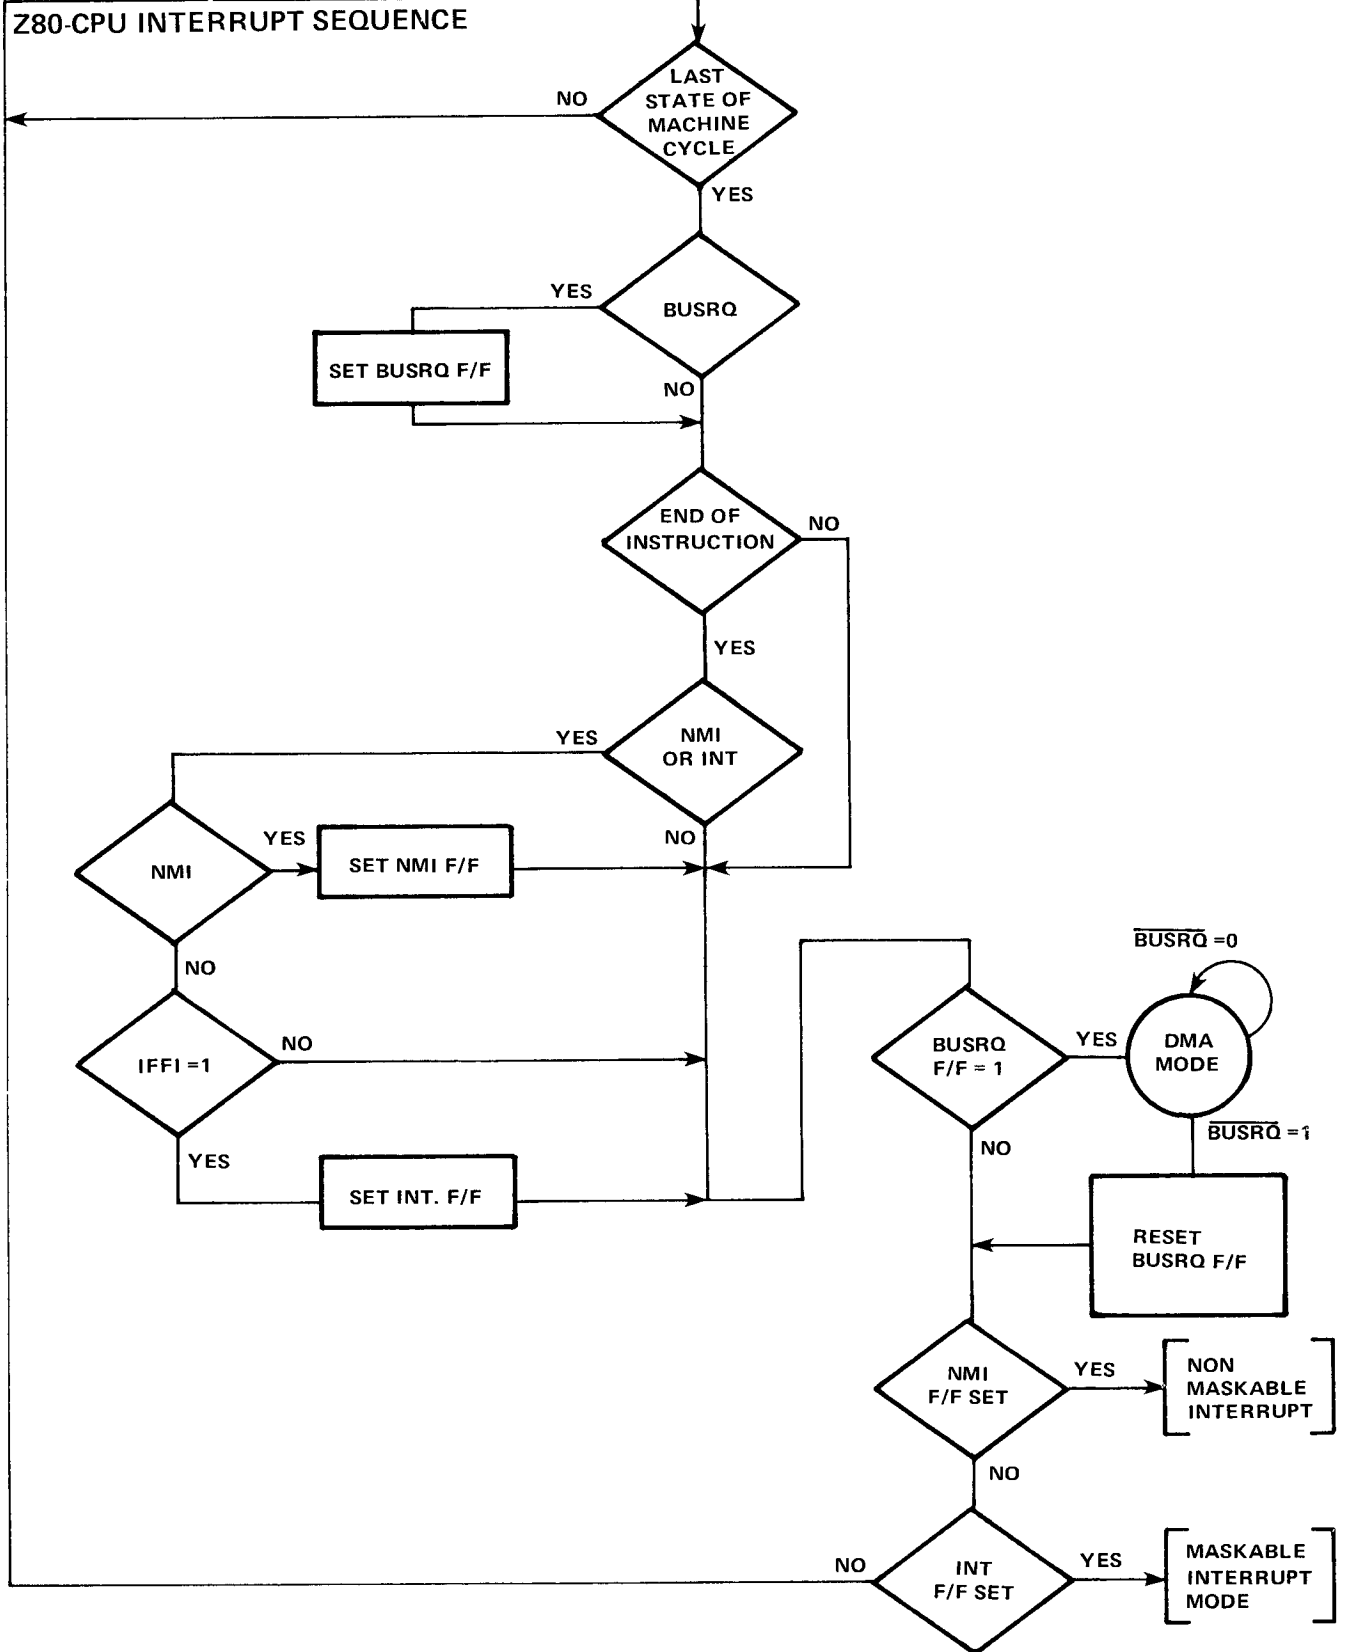 Z80-CPU INTERRUPT SEQUENCE
LAST
STATE OF
MACHINE
CYCLE
NO
YES
BUSRQ
YES
SET BUSRQ F/F
NO
END OF
INSTRUCTION
NO
YES
NMI
OR INT
YES
NO
NMI
YES
SET NMI F/F
NO
IFFI =1
NO
YES
SET INT. F/F
BUSRQ =0
BUSRQ
F/F = 1
YES
DMA
MODE
BUSRQ =1
NO
RESET
BUSRQ F/F
NMI
F/F SET
YES
NON
MASKABLE
INTERRUPT
NO
INT
F/F SET
NO
YES
MASKABLE
INTERRUPT
MODE